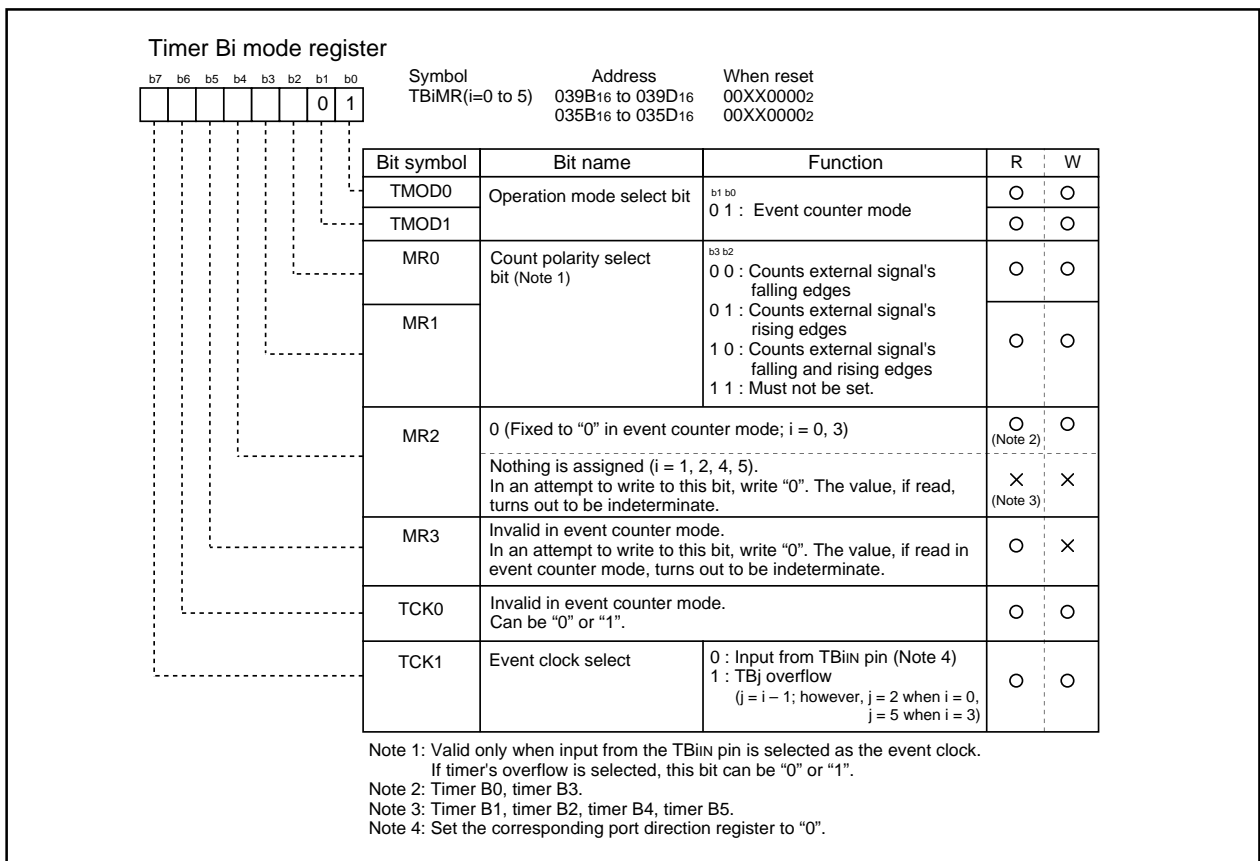 Timer Bi mode register
b7 b6 b5 b4 b3 b2 b1 b0
0 1
Symbol Address When reset
TBiMR(i=0 to 5) 039B16 to 039D16 00XX00002
035B16 to 035D16 00XX00002
Bit symbol Bit name Function R W
TMOD0 Operation mode select bit b1 b0
0 1 : Event counter mode
TMOD1
MR0 Count polarity select
bit (Note 1)
b3 b2
0 0 : Counts external signal's
falling edges
0 1 : Counts external signal's
rising edges
1 0 : Counts external signal's
falling and rising edges
1 1 : Must not be set.
MR1
MR2 0 (Fixed to “0” in event counter mode; i = 0, 3)
(Note 2)
Nothing is assigned (i = 1, 2, 4, 5).
In an attempt to write to this bit, write “0”. The value, if read,
turns out to be indeterminate.
(Note 3)
MR3 Invalid in event counter mode.
In an attempt to write to this bit, write “0”. The value, if read in
event counter mode, turns out to be indeterminate.
TCK0 Invalid in event counter mode.
Can be “0” or “1”.
TCK1 Event clock select 0 : Input from TBiIN pin (Note 4)
1 : TBj overflow
(j = i – 1; however, j = 2 when i = 0,
j = 5 when i = 3)
Note 1: Valid only when input from the TBiIN pin is selected as the event clock.
If timer's overflow is selected, this bit can be “0” or “1”.
Note 2: Timer B0, timer B3.
Note 3: Timer B1, timer B2, timer B4, timer B5.
Note 4: Set the corresponding port direction register to “0”.